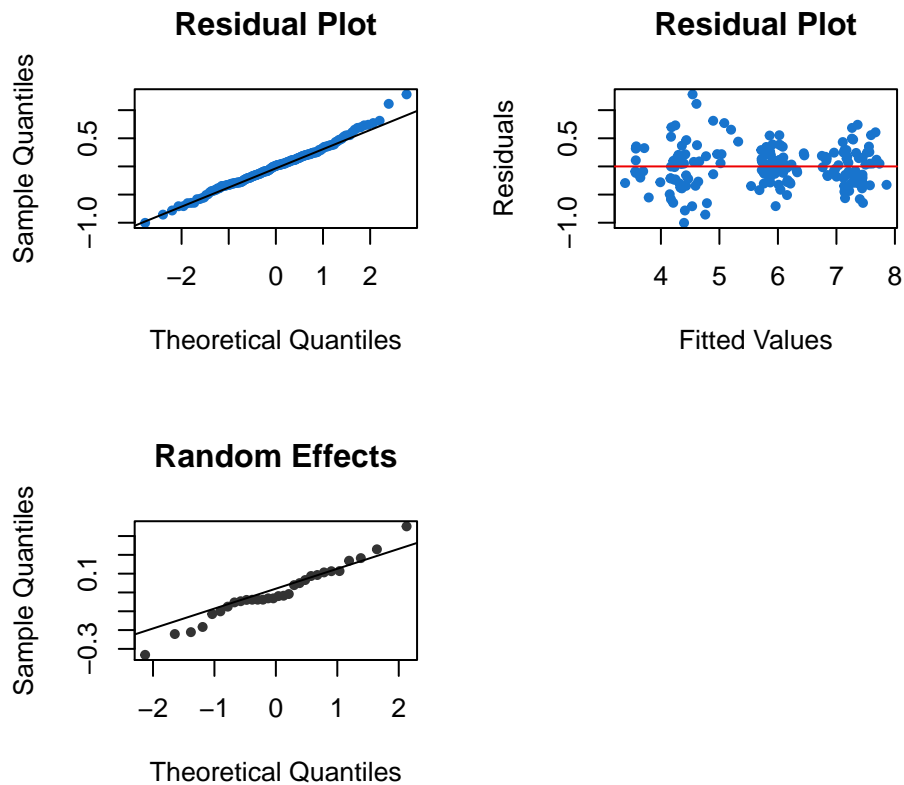 Residual Plot
Sample Quantiles
−1.0 0.5
−2 0 1 2
Theoretical Quantiles
Residual Plot
Residuals
−1.0 0.5
4 5 6 7 8
Fitted Values
Random Effects
Sample Quantiles
−0.3 0.1
−2 −1 0 1 2
Theoretical Quantiles